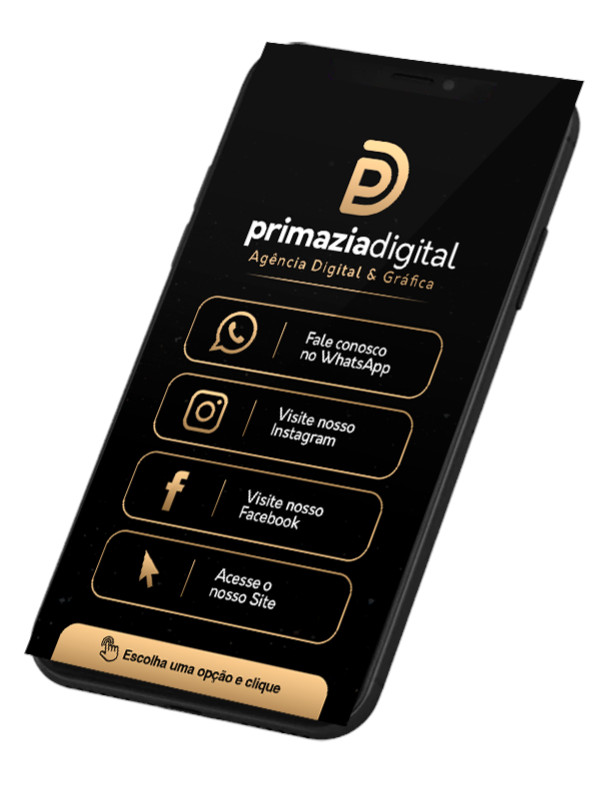 primaziadigital
Agência Digital & Gráfica
Fale conosco
no WhatsApp
Visite nosso
Instagram
Visite nosso
Facebook
Acesse o
nosso Site
Escolha uma opção e clique